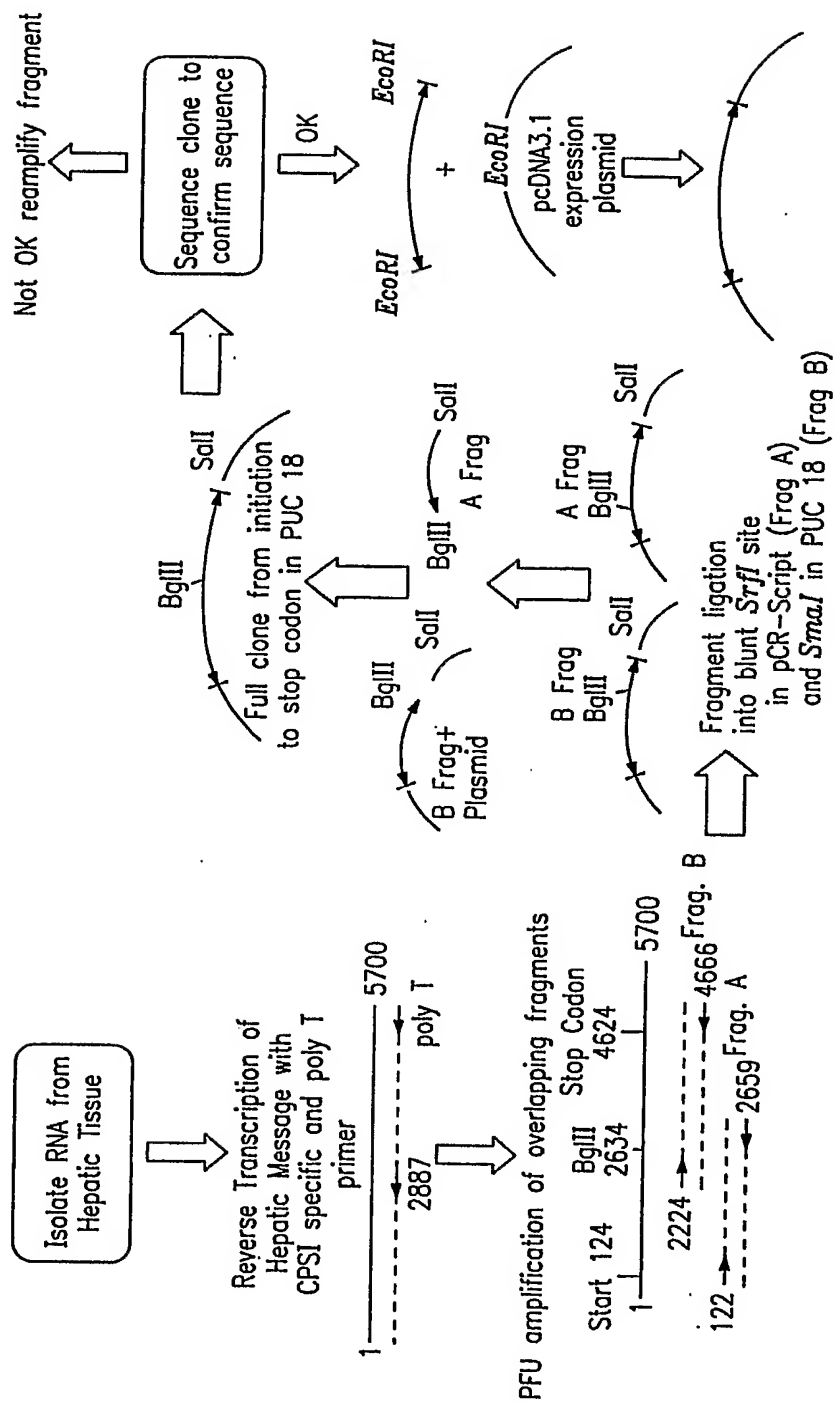 Isolate RNA from
Hepatic Tissue
Reverse Transcription of
Hepatic Message with
CPSI specific and poly T
primer
1
5700
2887
poly T
PFU amplification of overlapping fragments
Start 124
BglII
2634
Stop Codon
4624
1
5700
2224
4666 Frag. B
122
2659 Frag. A
Fragment ligation
into blunt SrfI site
in pCR-Script (Frag A)
and SmaI in PUC 18 (Frag B)
B Frag
BglII
SalI
A Frag
BglII
SalI
B Frag+
Plasmid
BglII
SalI
BglII
SalI
A Frag
BglII
SalI
Full clone from initiation
to stop codon in PUC 18
Sequence clone to
confirm sequence
Not OK reamplify fragment
OK
EcoRI
EcoRI
+
EcoRI
pcDNA3.1
expression
plasmid